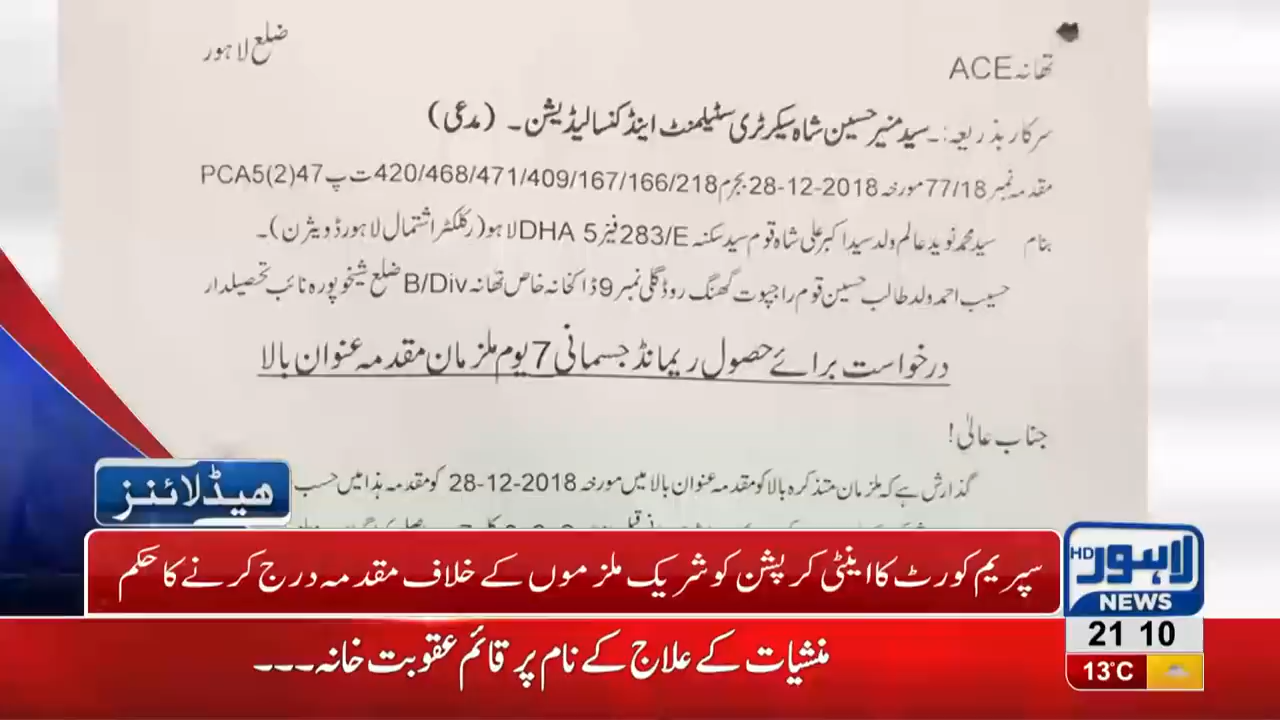 تھانہ ACE ضلع لاہور
سرکار بذریعہ:۔ سید منیر حسین شاہ سیکرٹری سٹیلمنٹ اینڈ کنسالیڈیشن۔ (مدعی)
مقدمہ نمبر 77/18 مورخہ 28-12-2018 بجرم 420/468/471/409/167/166/218 ت پ 47(2)5PCA
بنام سید محمد نوید عالم ولد سید اکبر علی شاہ قوم سید سکنہ 283/E فیز 5 DHA لاہور (کلکٹر اشتمال لاہور ڈویثرن)۔
حسیب احمد ولد طالب حسین قوم راجپوت گھنگ روڈ گلی نمبر 9 ڈاکخانہ خاص تھانہ B/Div ضلع شیخوپورہ نائب تحصیلدار
درخواست برائے حصول ریمانڈ جسمانی 7 یوم ملزمان مقدمہ عنوان بالا
جناب عالٰی!
گذارش ہے کہ ملزمان متذکرہ بالا کو مقدمہ عنوان بالا میں مورخہ 28-12-2018 کو مقدمہ ہذا میں حسب
ھیڈلائنز
سپریم کورٹ کا اینٹی کرپشن کو شریک ملزموں کے خلاف مقدمہ درج کرنے کا حکم
لاہور HD
NEWS
21 10
منشیات کے علاج کے نام پر قائم عقوبت خانہ۔۔۔
13°C